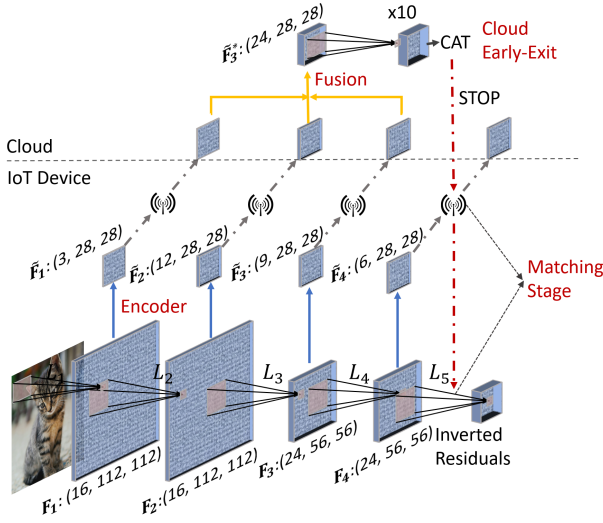 x10
F̃₃*: (24, 28, 28)
CAT
Cloud
Early-Exit
Fusion
STOP
Cloud
IoT Device
F̃₁: (3, 28, 28)
F̃₂: (12, 28, 28)
F̃₃: (9, 28, 28)
F̃₄: (6, 28, 28)
Matching
Stage
Encoder
L₂
L₃
L₄
L₅
Inverted
Residuals
F₁: (16, 112, 112)
F₂: (16, 112, 112)
F₃: (24, 56, 56)
F₄: (24, 56, 56)